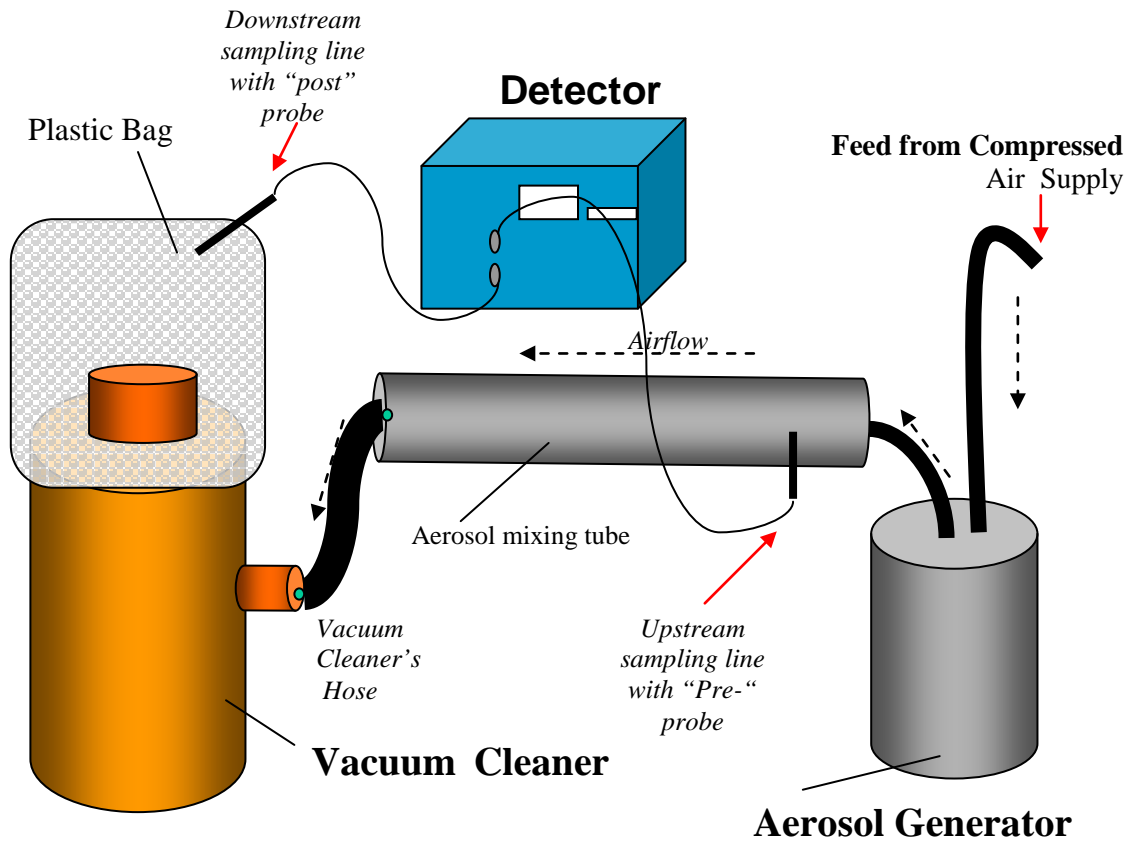 Downstream
sampling line
with “post”
probe
Detector
Plastic Bag
Feed from Compressed
Air Supply
Airflow
Aerosol mixing tube
Vacuum
Cleaner’s
Hose
Upstream
sampling line
with “Pre-“
probe
Vacuum Cleaner
Aerosol Generator